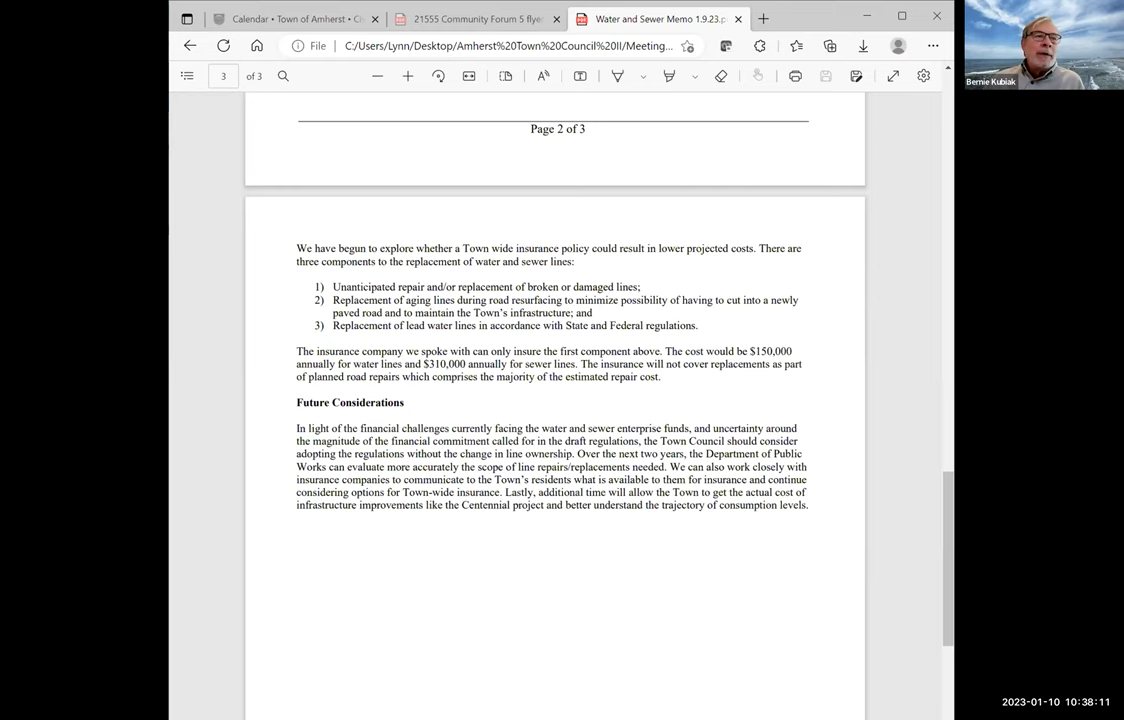 Calendar • Town of Amherst • Ci
21555 Community Forum 5 flye
Water and Sewer Memo 1.9.23.p
File
C:/Users/Lynn/Desktop/Amherst%20Town%20Council%20II/Meeting...
3 of 3
Bernie Kubiak
Page 2 of 3
We have begun to explore whether a Town wide insurance policy could result in lower projected costs. There are
three components to the replacement of water and sewer lines:
1) Unanticipated repair and/or replacement of broken or damaged lines;
2) Replacement of aging lines during road resurfacing to minimize possibility of having to cut into a newly
paved road and to maintain the Town's infrastructure; and
3) Replacement of lead water lines in accordance with State and Federal regulations.
The insurance company we spoke with can only insure the first component above. The cost would be $150,000
annually for water lines and $310,000 annually for sewer lines. The insurance will not cover replacements as part
of planned road repairs which comprises the majority of the estimated repair cost.
Future Considerations
In light of the financial challenges currently facing the water and sewer enterprise funds, and uncertainty around
the magnitude of the financial commitment called for in the draft regulations, the Town Council should consider
adopting the regulations without the change in line ownership. Over the next two years, the Department of Public
Works can evaluate more accurately the scope of line repairs/replacements needed. We can also work closely with
insurance companies to communicate to the Town's residents what is available to them for insurance and continue
considering options for Town-wide insurance. Lastly, additional time will allow the Town to get the actual cost of
infrastructure improvements like the Centennial project and better understand the trajectory of consumption levels.
2023-01-10 10:38:11